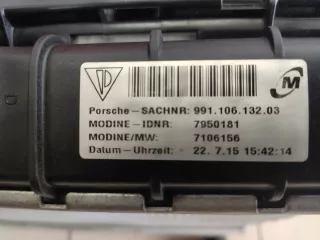 Porsche-SACHNR: 991.106.132.03
MODINE-IDNR: 7950181
MODINE/MW: 7106156
Datum-Uhrzeit: 22. 7.15 15:42:14